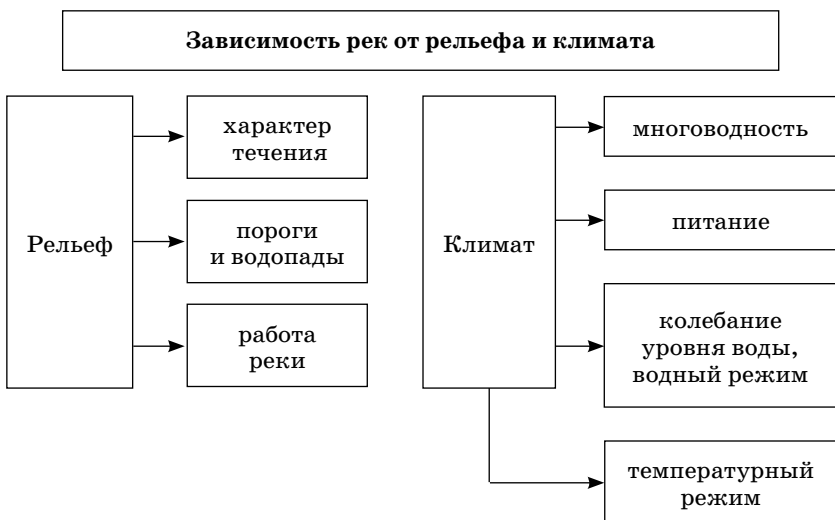 Зависимость рек от рельефа и климата
Рельеф
характер
течения
пороги
и водопады
работа
реки
Климат
многоводность
питание
колебание
уровня воды,
водный режим
температурный
режим